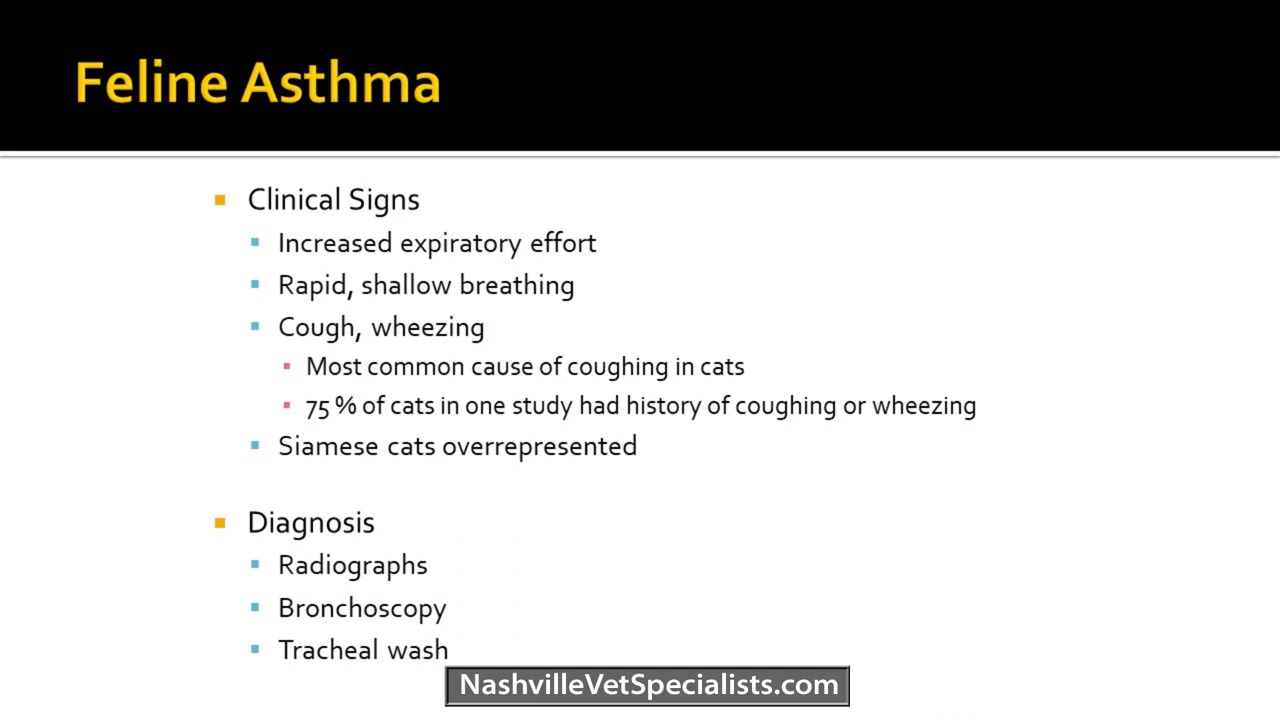 Feline Asthma
Clinical Signs
Increased expiratory effort
Rapid, shallow breathing
Cough, wheezing
Most common cause of coughing in cats
75 % of cats in one study had history of coughing or wheezing
Siamese cats overrepresented
Diagnosis
Radiographs
Bronchoscopy
Tracheal wash
NashvilleVetSpecialists.com